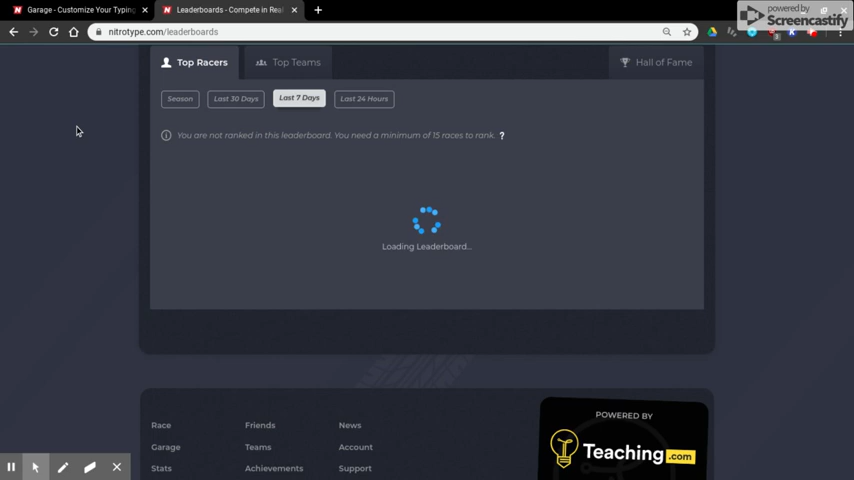 Garage - Customize Your Typing
Leaderboards - Compete in Real
powered by
Screencastify
nitrotype.com/leaderboards
Top Racers
Top Teams
Hall of Fame
Season
Last 30 Days
Last 7 Days
Last 24 Hours
You are not ranked in this leaderboard. You need a minimum of 15 races to rank. ?
Loading Leaderboard...
Race
Friends
News
Garage
Teams
Account
Stats
Achievements
Support
POWERED BY
Teaching.com